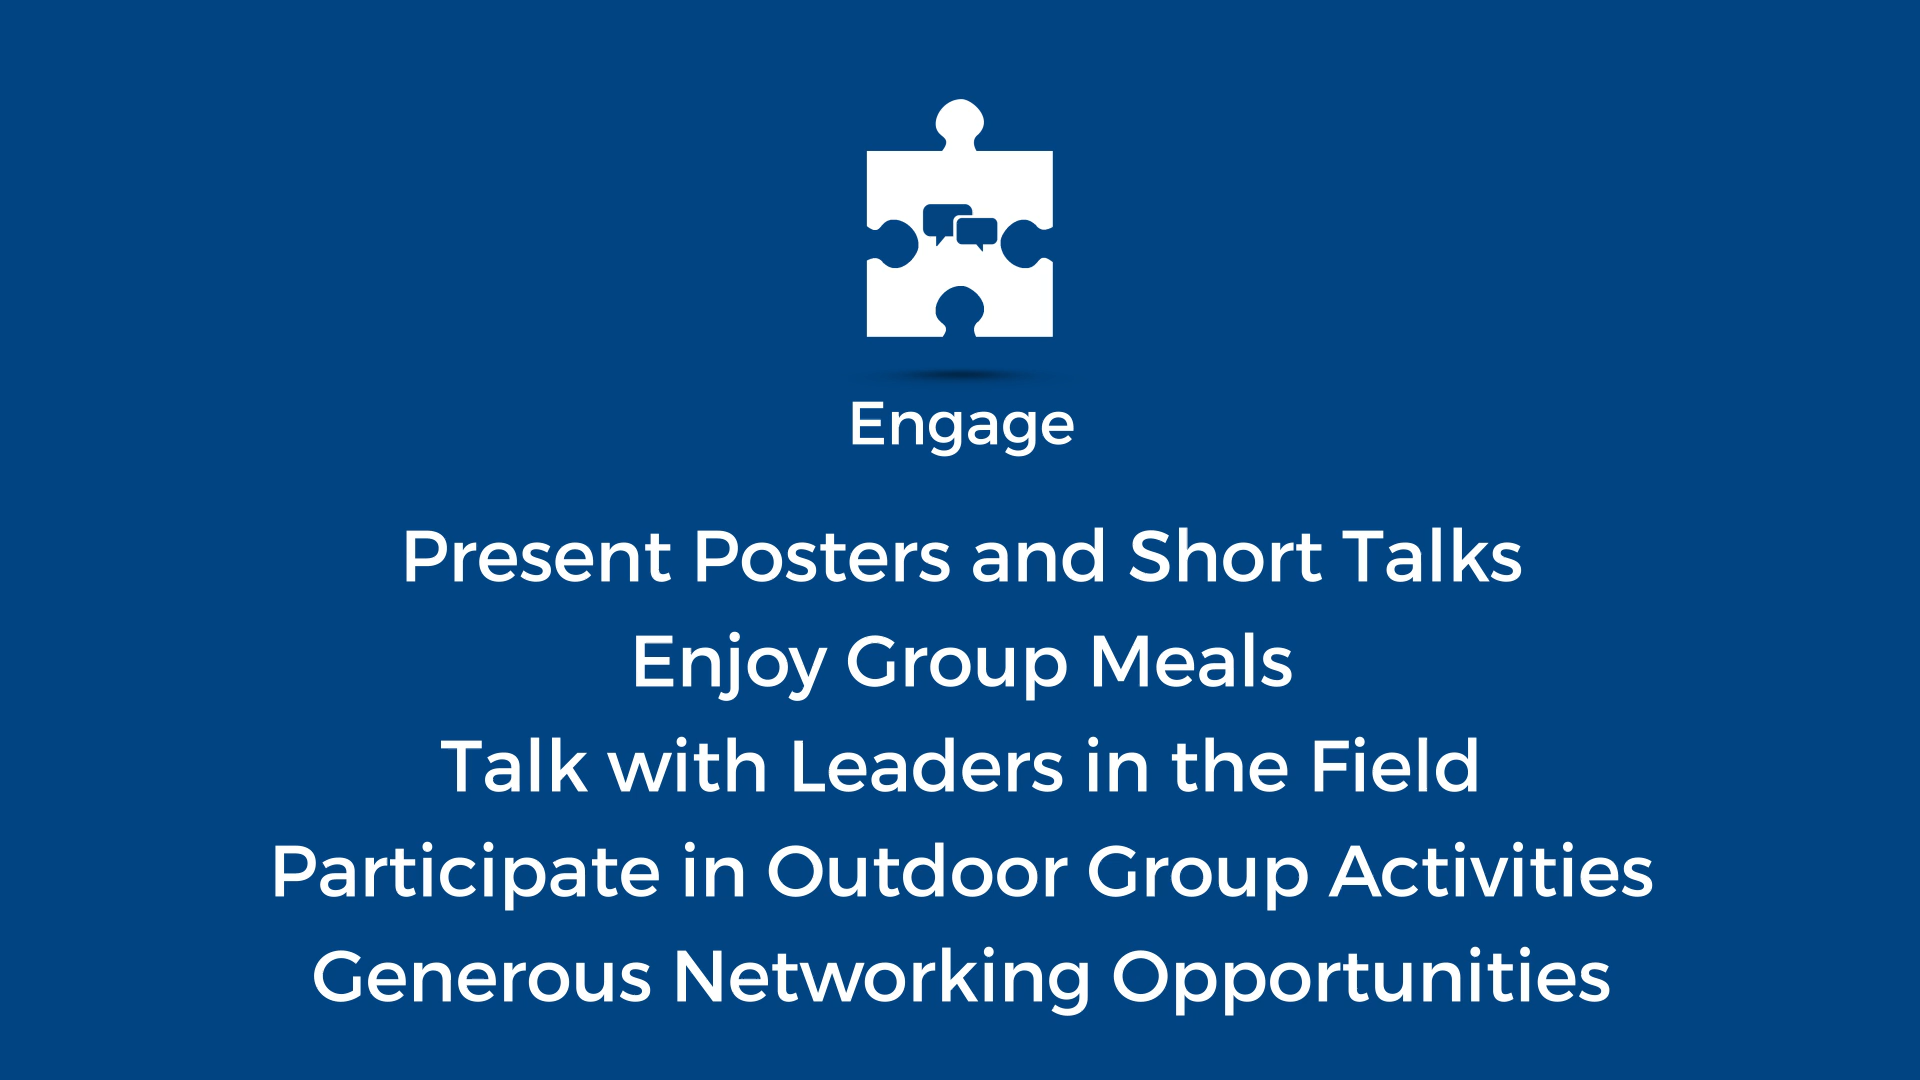 Engage
Present Posters and Short Talks
Enjoy Group Meals
Talk with Leaders in the Field
Participate in Outdoor Group Activities
Generous Networking Opportunities